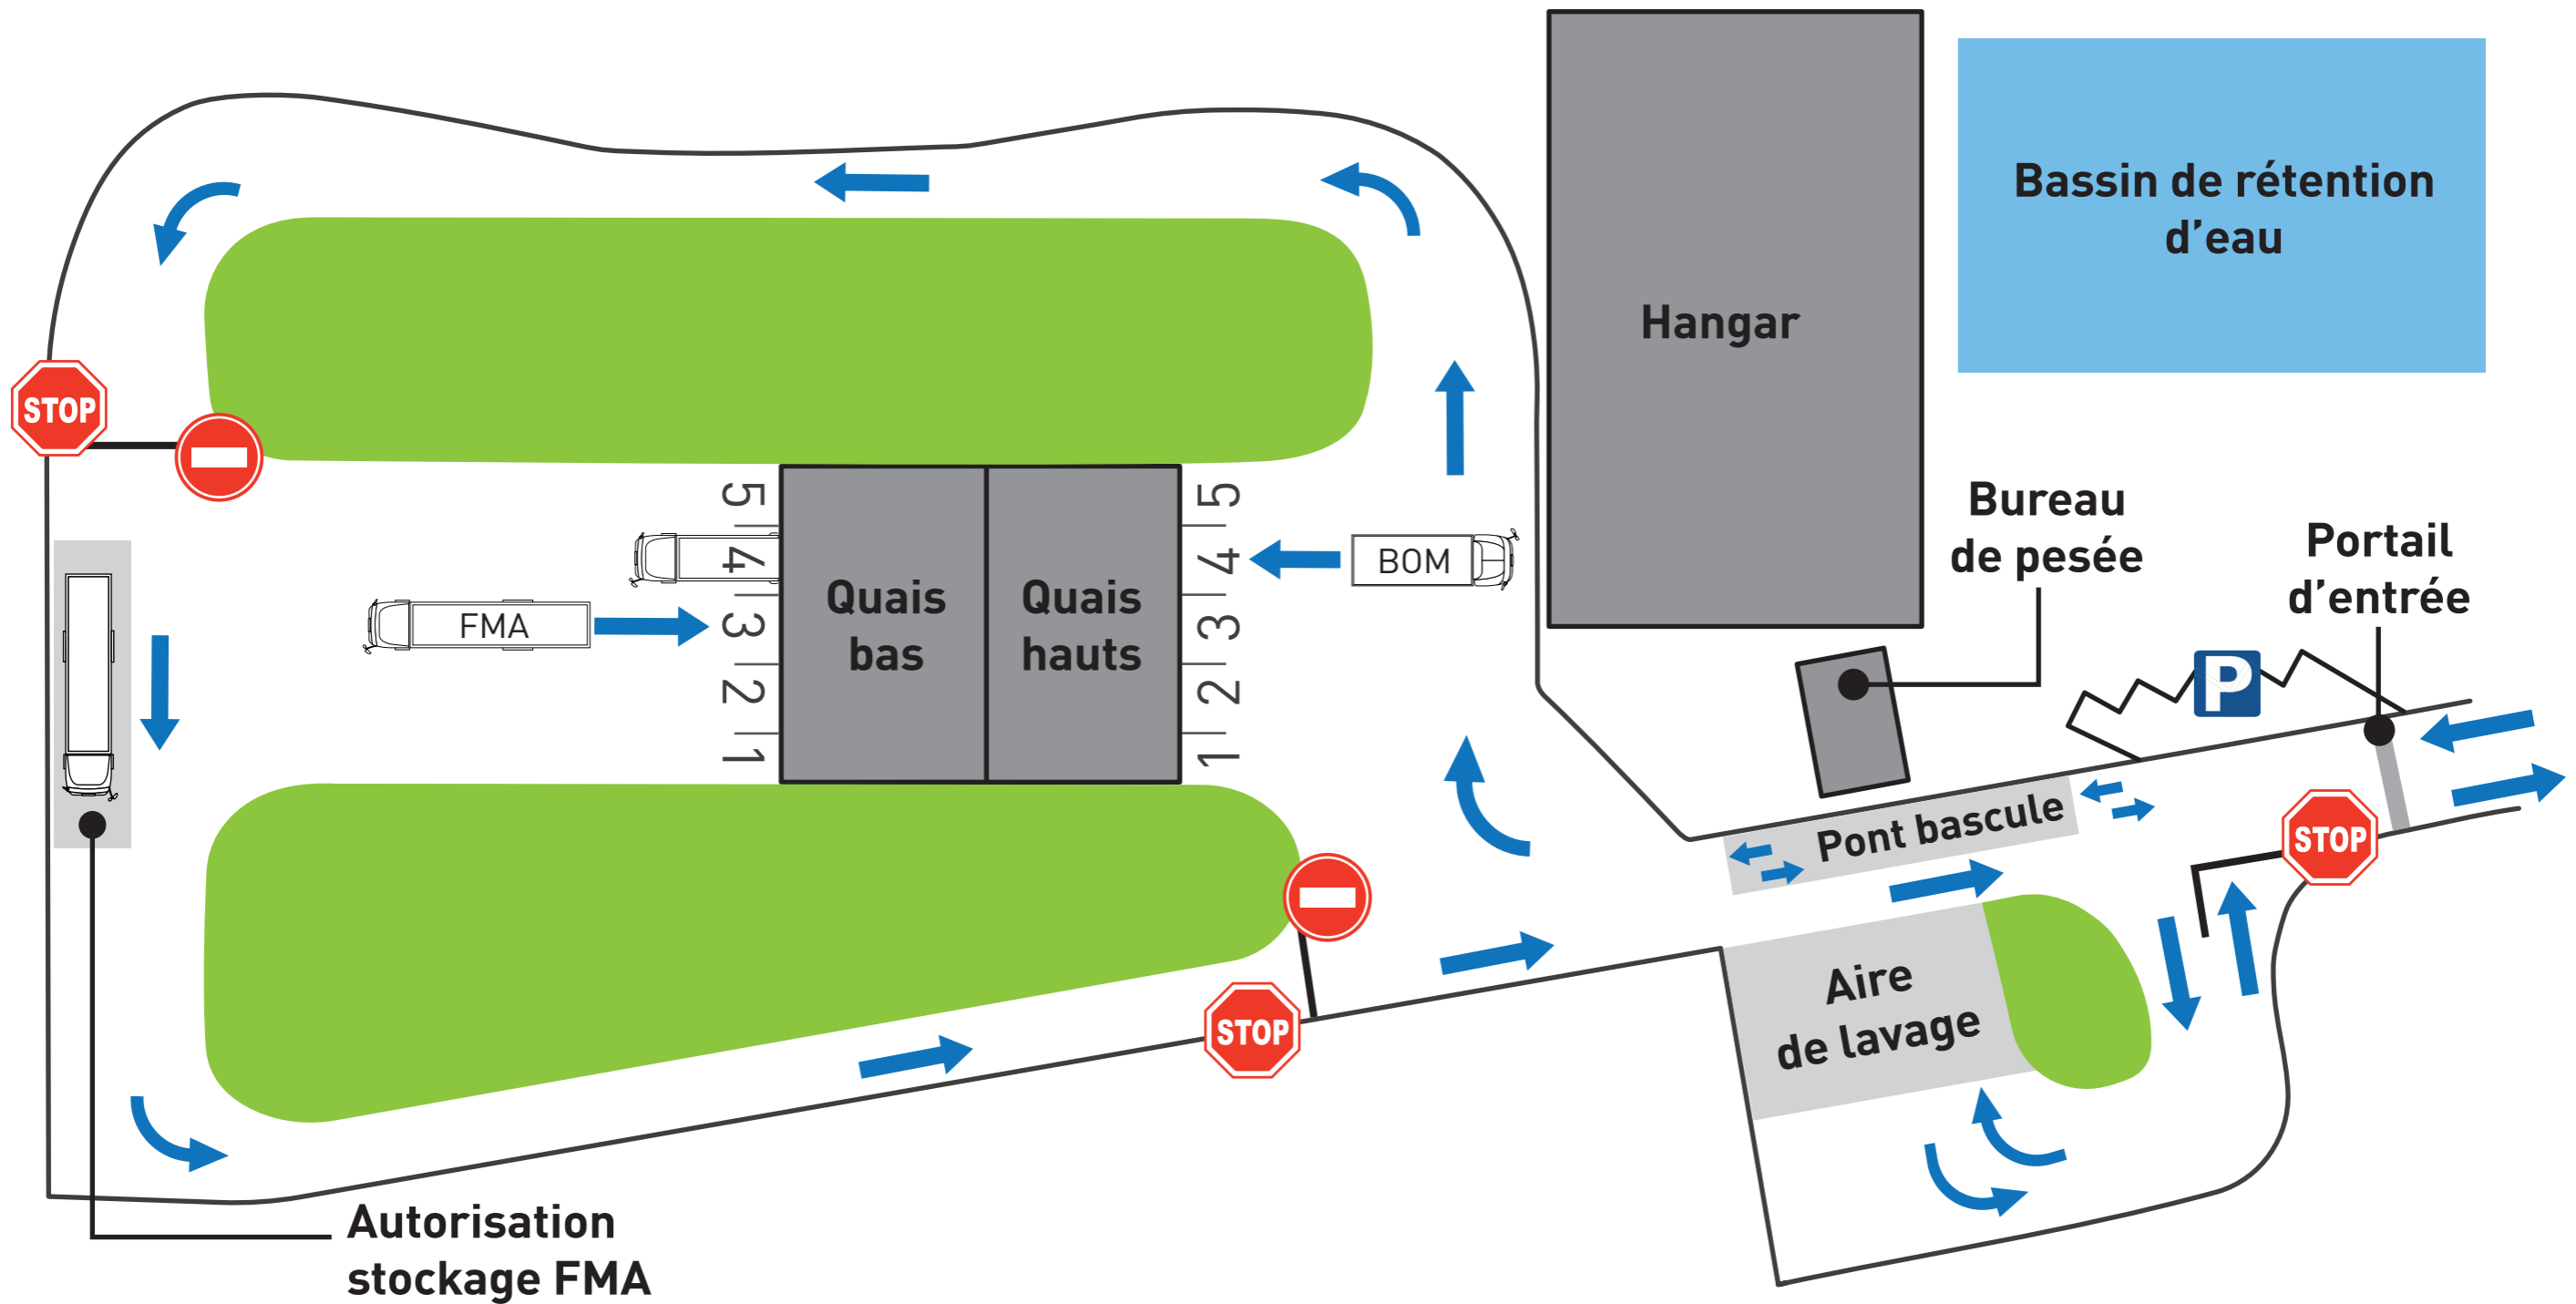 Bassin de rétention
d’eau
Hangar
STOP
Bureau
de pesée
Portail
d’entrée
5
4
3
2
1
FMA
Quais
bas
Quais
hauts
5
4
3
2
1
BOM
P
Pont bascule
STOP
Aire
de lavage
STOP
Autorisation
stockage FMA